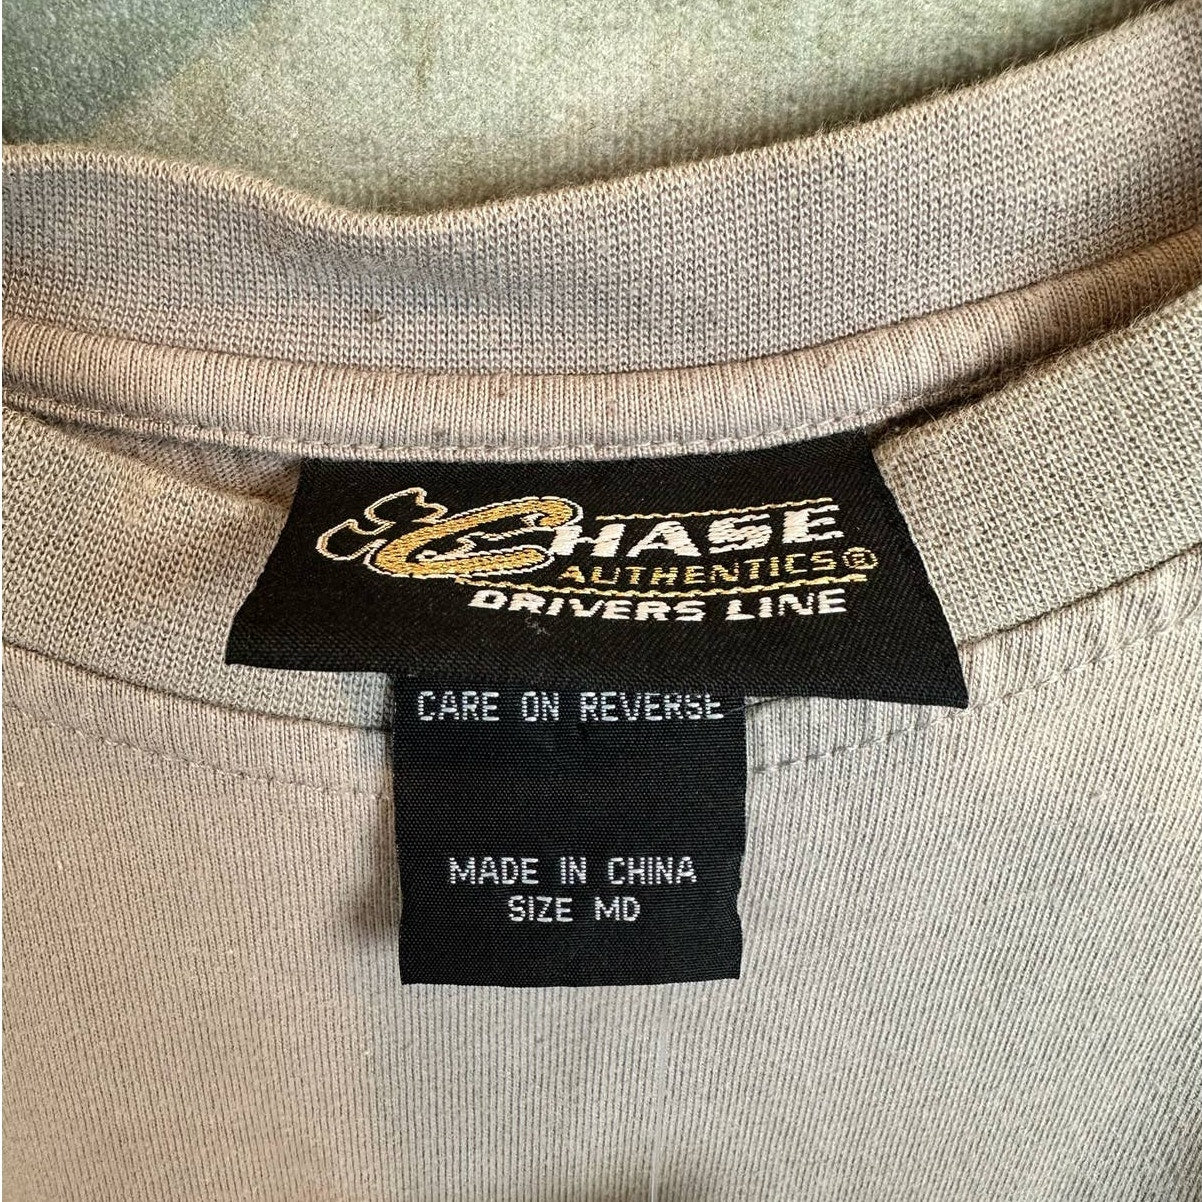 CHASE
AUTHENTICS®
DRIVERS LINE
CARE ON REVERSE
MADE IN CHINA
SIZE MD